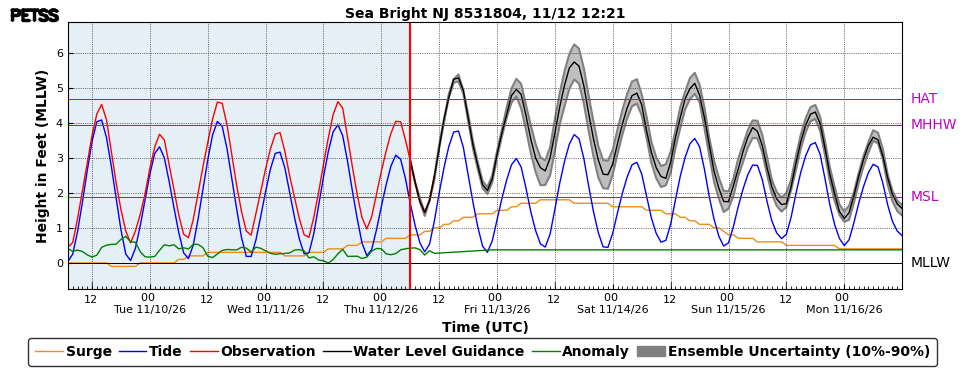 PETSS
Sea Bright NJ 8531804, 11/12 12:21
Height in Feet (MLLW)
6
5
4
3
2
1
0
HAT
MHHW
MSL
MLLW
12 00 12 00 12 00 12 00 12 00 12 00 12 00
Tue 11/10/26 Wed 11/11/26 Thu 11/12/26 Fri 11/13/26 Sat 11/14/26 Sun 11/15/26 Mon 11/16/26
Time (UTC)
Surge Tide Observation Water Level Guidance Anomaly Ensemble Uncertainty (10%-90%)